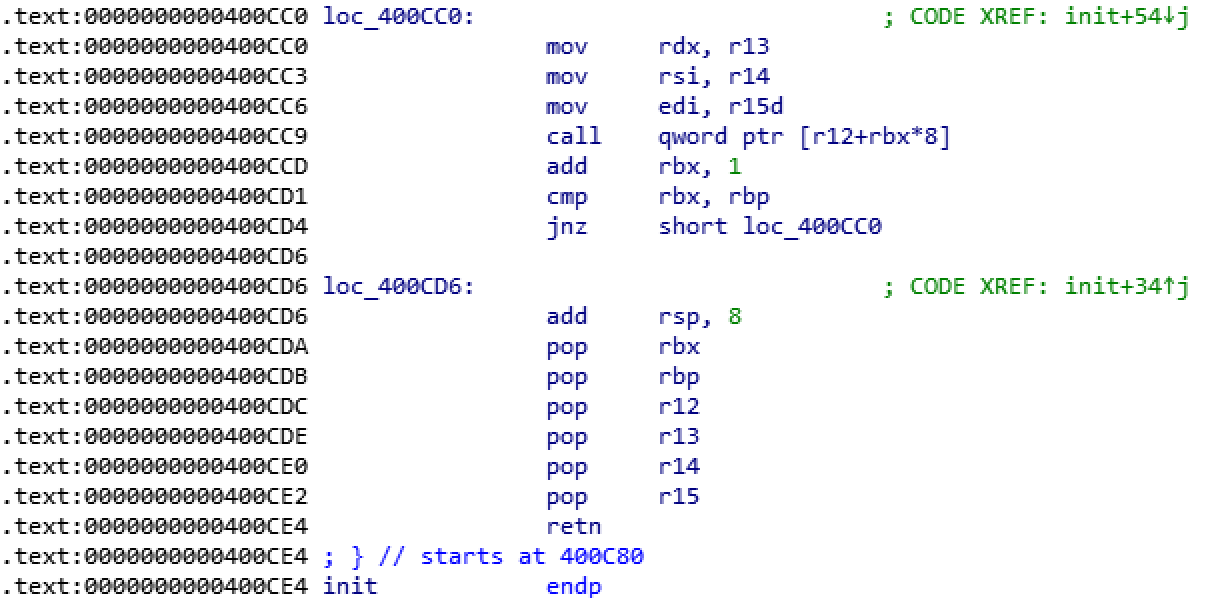 .text:0000000000400CC0 loc_400CC0: ; CODE XREF: init+54↓j
.text:0000000000400CC0 mov rdx, r13
.text:0000000000400CC3 mov rsi, r14
.text:0000000000400CC6 mov edi, r15d
.text:0000000000400CC9 call qword ptr [r12+rbx*8]
.text:0000000000400CCD add rbx, 1
.text:0000000000400CD1 cmp rbx, rbp
.text:0000000000400CD4 jnz short loc_400CC0
.text:0000000000400CD6
.text:0000000000400CD6 loc_400CD6: ; CODE XREF: init+34↑j
.text:0000000000400CD6 add rsp, 8
.text:0000000000400CDA pop rbx
.text:0000000000400CDB pop rbp
.text:0000000000400CDC pop r12
.text:0000000000400CDE pop r13
.text:0000000000400CE0 pop r14
.text:0000000000400CE2 pop r15
.text:0000000000400CE4 retn
.text:0000000000400CE4 ; } // starts at 400C80
.text:0000000000400CE4 init endp